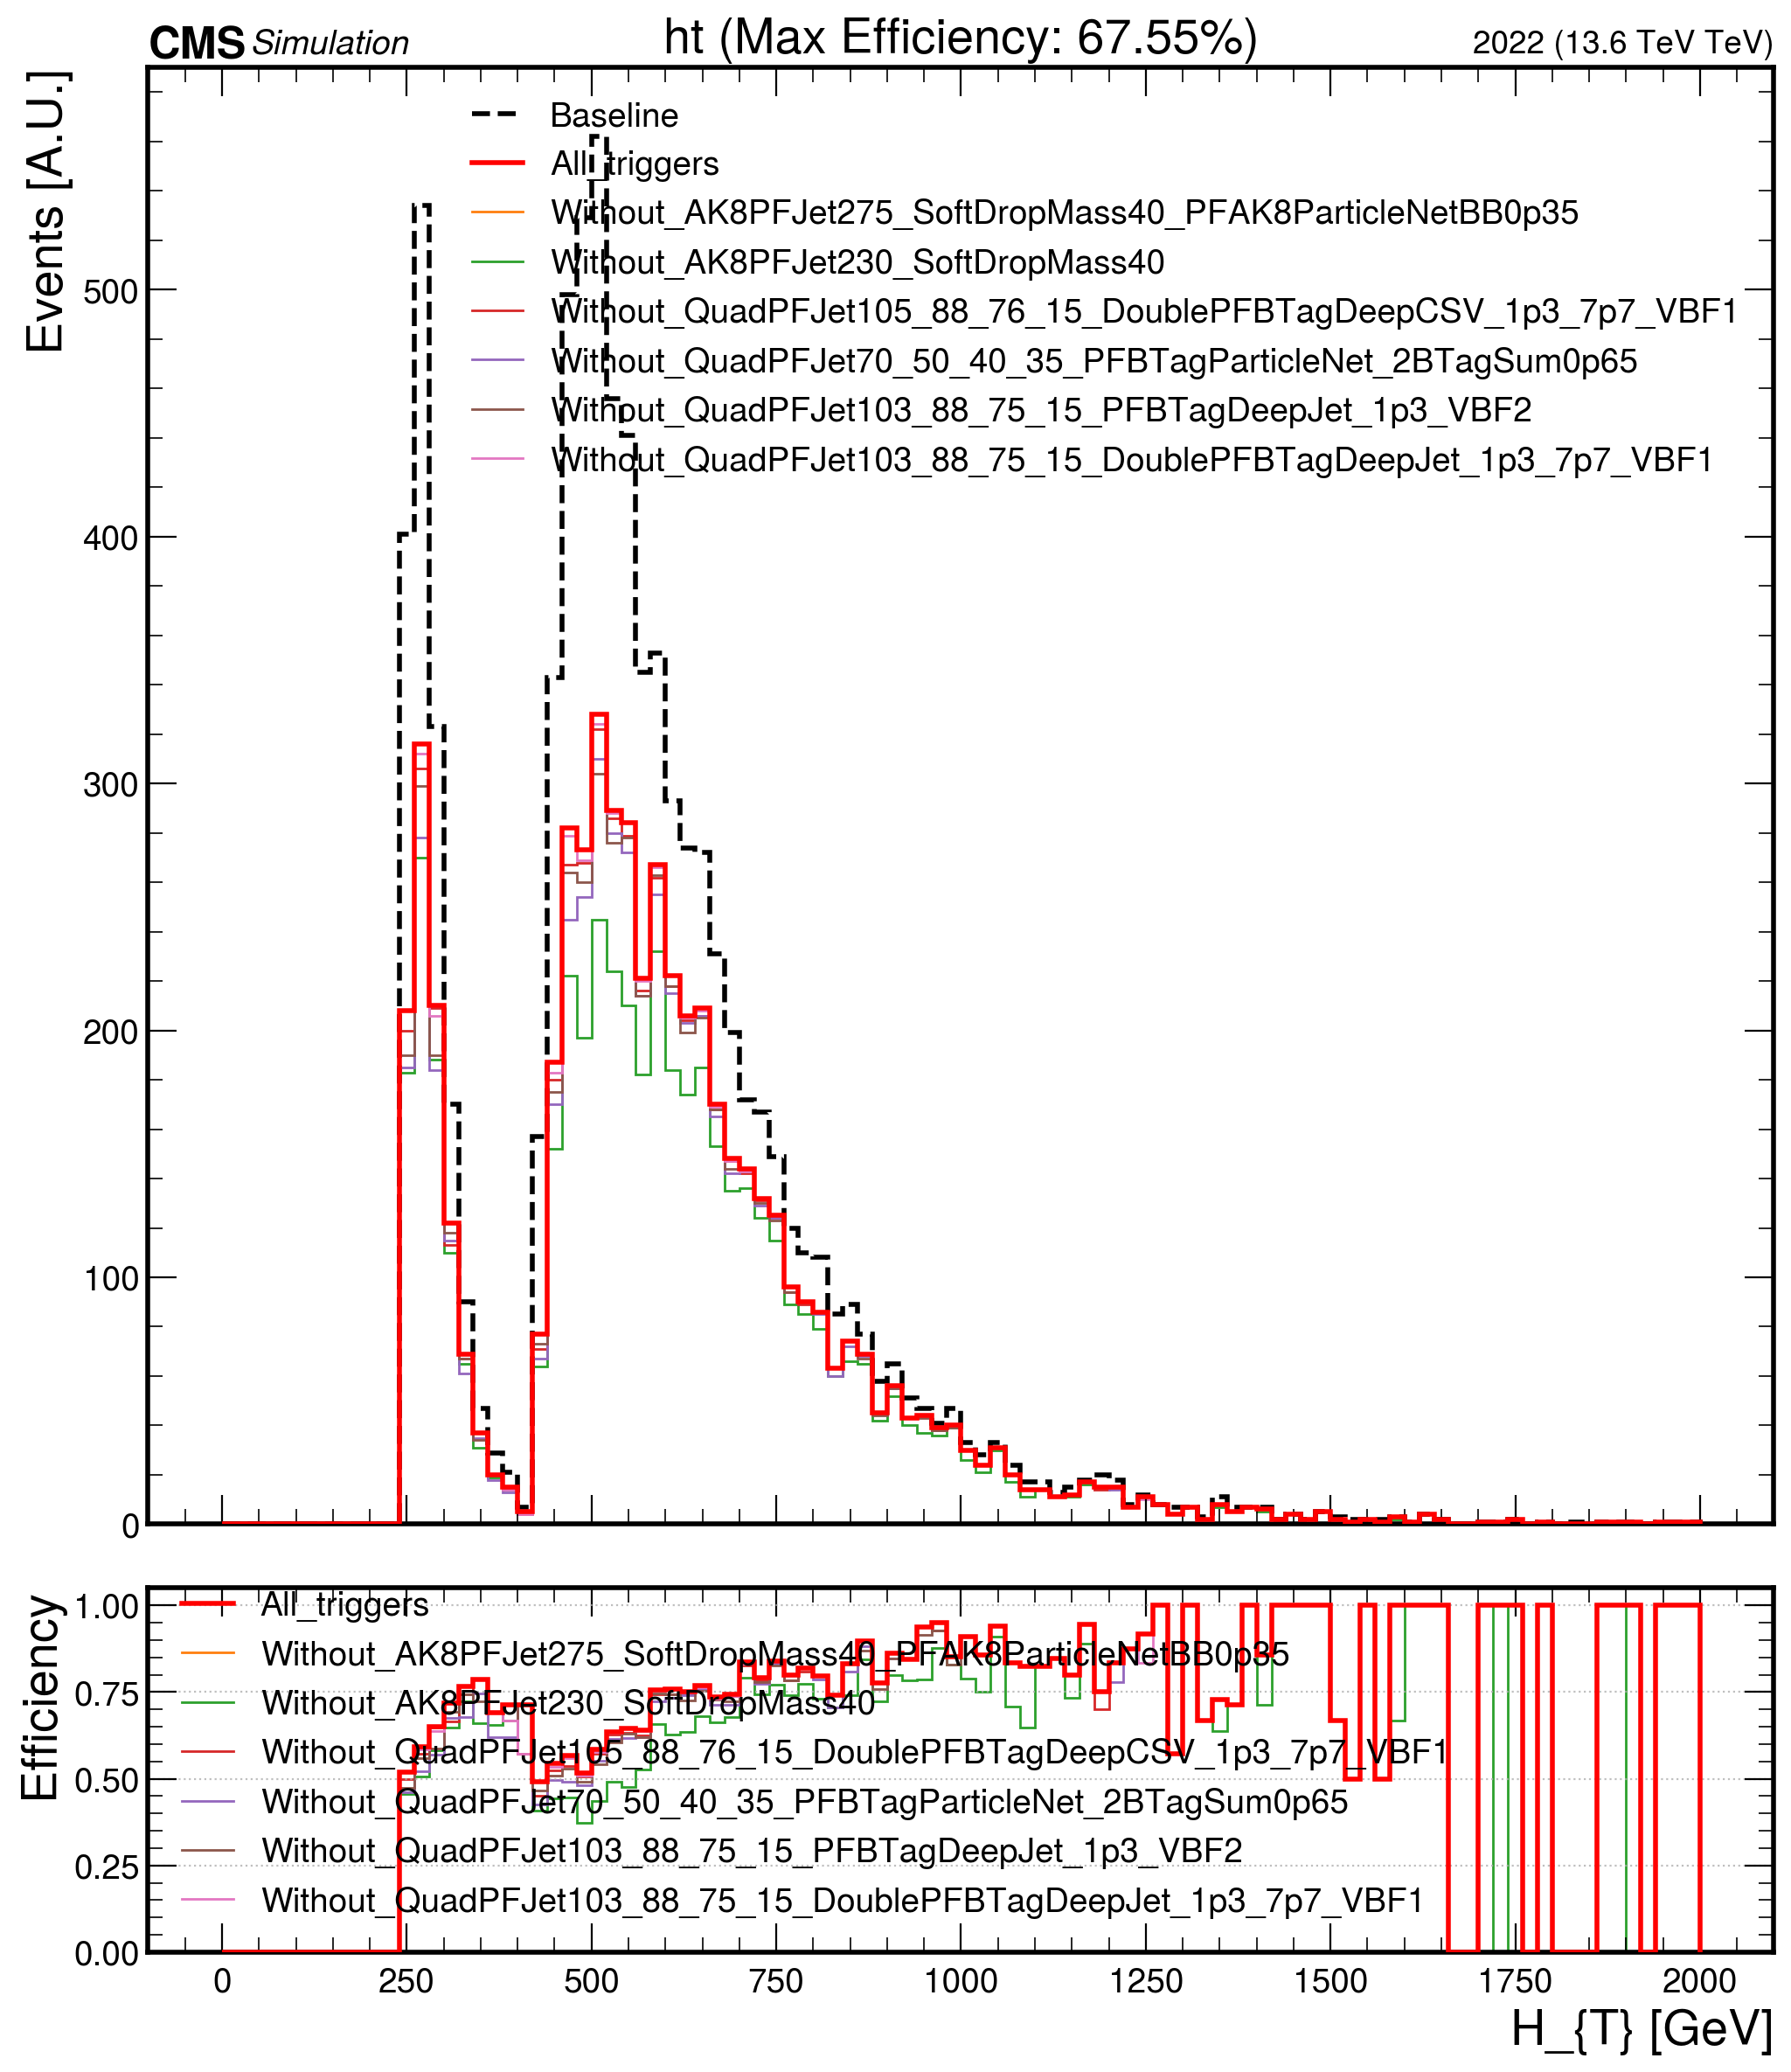 CMS Simulation ht (Max Efficiency: 67.55%) 2022 (13.6 TeV TeV)
Events [A.U.]
Baseline
All_triggers
Without_AK8PFJet275_SoftDropMass40_PFAK8ParticleNetBB0p35
Without_AK8PFJet230_SoftDropMass40
Without_QuadPFJet105_88_76_15_DoublePFBTagDeepCSV_1p3_7p7_VBF1
Without_QuadPFJet70_50_40_35_PFBTagParticleNet_2BTagSum0p65
Without_QuadPFJet103_88_75_15_PFBTagDeepJet_1p3_VBF2
Without_QuadPFJet103_88_75_15_DoublePFBTagDeepJet_1p3_7p7_VBF1
500
400
300
200
100
0
Efficiency
1.00
0.75
0.50
0.25
0.00
All_triggers
Without_AK8PFJet275_SoftDropMass40_PFAK8ParticleNetBB0p35
Without_AK8PFJet230_SoftDropMass40
Without_QuadPFJet105_88_76_15_DoublePFBTagDeepCSV_1p3_7p7_VBF1
Without_QuadPFJet70_50_40_35_PFBTagParticleNet_2BTagSum0p65
Without_QuadPFJet103_88_75_15_PFBTagDeepJet_1p3_VBF2
Without_QuadPFJet103_88_75_15_DoublePFBTagDeepJet_1p3_7p7_VBF1
0 250 500 750 1000 1250 1500 1750 2000
H_{T} [GeV]